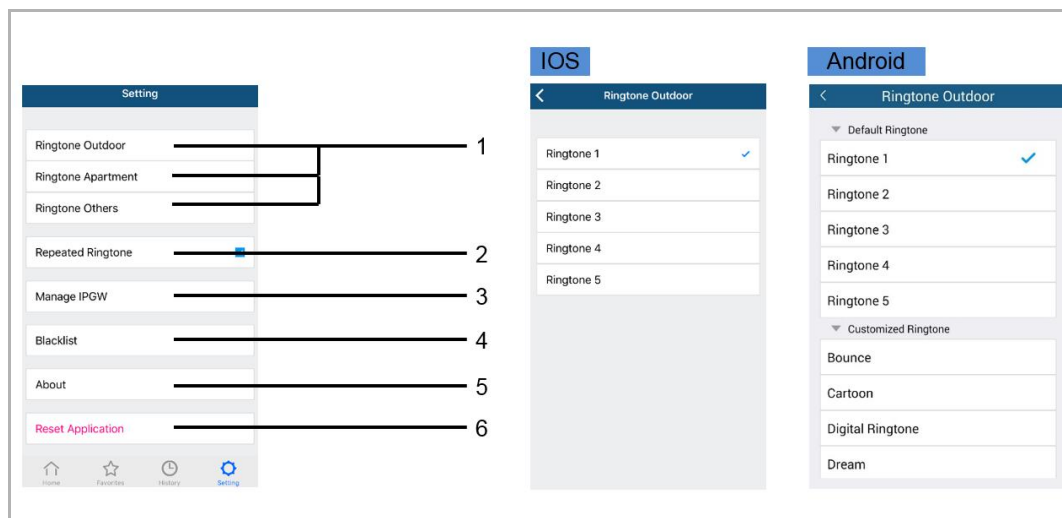 Setting
Ringtone Outdoor
Ringtone Apartment
Ringtone Others
Repeated Ringtone
Manage IPGW
Blacklist
About
Reset Application
Home Favorites History Setting
1
2
3
4
5
6
IOS
Ringtone Outdoor
Ringtone 1
Ringtone 2
Ringtone 3
Ringtone 4
Ringtone 5
Android
Ringtone Outdoor
Default Ringtone
Ringtone 1
Ringtone 2
Ringtone 3
Ringtone 4
Ringtone 5
Customized Ringtone
Bounce
Cartoon
Digital Ringtone
Dream